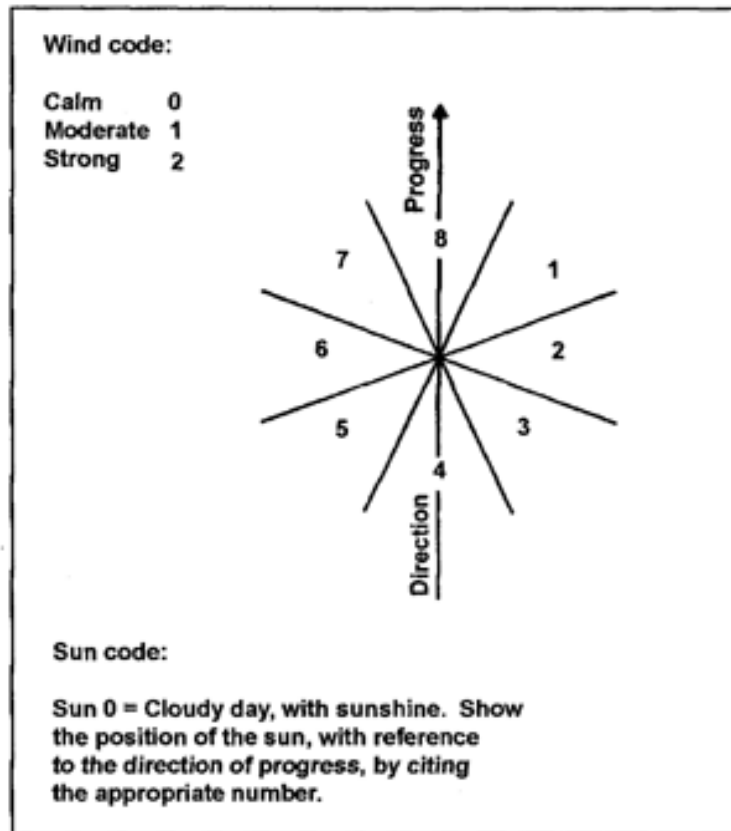 Wind code:
Calm 0
Moderate 1
Strong 2
Progress
8
7
1
6
2
5
3
4
Direction
Sun code:
Sun 0 = Cloudy day, with sunshine. Show
the position of the sun, with reference
to the direction of progress, by citing
the appropriate number.